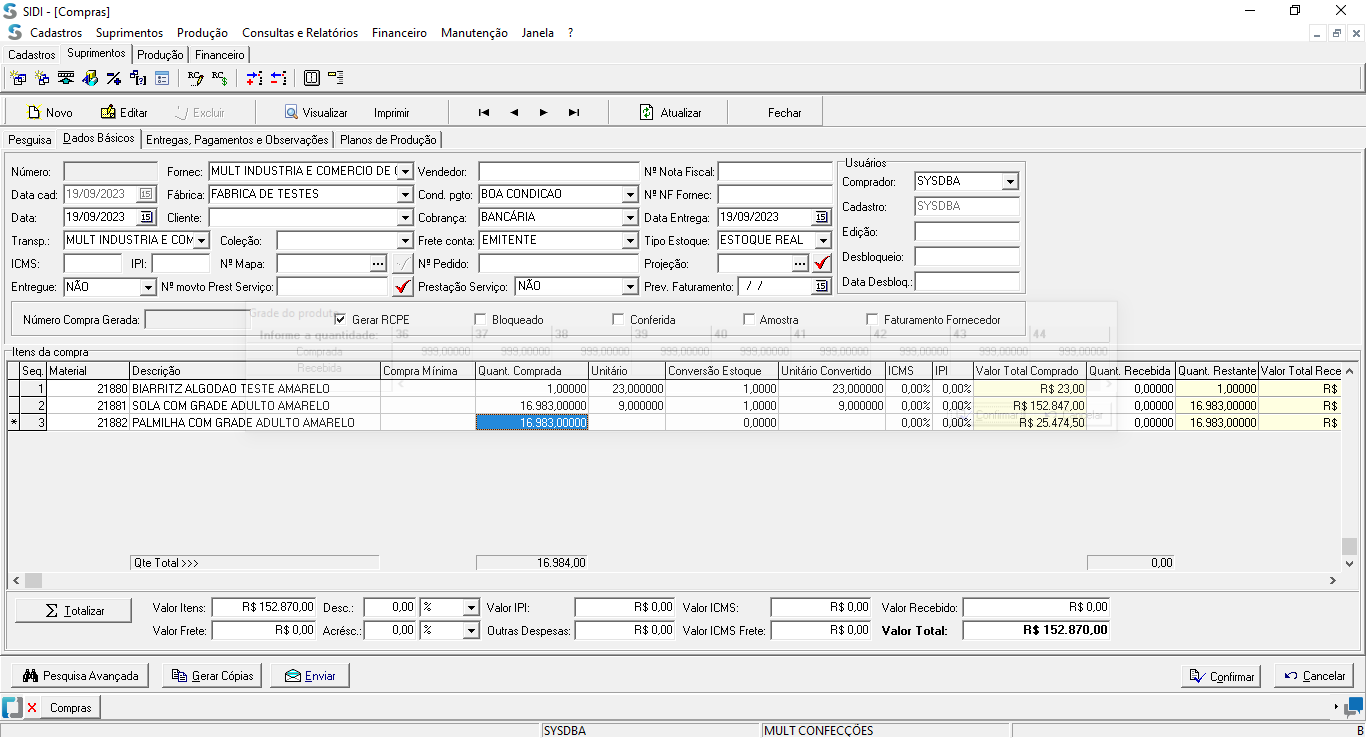 SIDI - [Compras]
Cadastros Suprimentos Produção Consultas e Relatórios Financeiro Manutenção Janela ?
Cadastros Suprimentos Produção Financeiro
Novo Editar Excluir Visualizar Imprimir Atualizar Fechar
Pesquisa Dados Básicos Entregas, Pagamentos e Observações Planos de Produção
Número: Fornec: MULT INDUSTRIA E COMERCIO DE ( Vendedor: Nº Nota Fiscal: Usuários
Comprador: SYSDBA
Data cad: 19/09/2023 15 Fábrica: FABRICA DE TESTES Cond. pgto: BOA CONDICAO Nº NF Fornec:
Cadastro: SYSDBA
Data: 19/09/2023 15 Cliente: Cobrança: BANCÁRIA Data Entrega: 19/09/2023 15
Edição:
Transp.: MULT INDUSTRIA E COM Coleção: Frete conta: EMITENTE Tipo Estoque: ESTOQUE REAL
Desbloqueio:
ICMS: IPI: Nº Mapa: ... Nº Pedido: Projeção: ...
Data Desbloq.:
Entregue: NÃO Nº movto Prest Serviço: Prestação Serviço: NÃO Prev. Faturamento: / / 15
Número Compra Gerada: Gerar RCPE Bloqueado Conferida Amostra Faturamento Fornecedor
Grade do produto
Informe a quantidade: 36 37 38 39 40 41 42 43 44
Comprada 999,00000 999,00000 999,00000 999,00000 999,00000 999,00000 999,00000 999,00000 999,00000
Recebida
Itens da compra
Seq. Material Descrição Compra Mínima Quant. Comprada Unitário Conversão Estoque Unitário Convertido ICMS IPI Valor Total Comprado Quant. Recebida Quant. Restante Valor Total Rece
1 21880 BIARRITZ ALGODAO TESTE AMARELO 1,00000 23,000000 1,0000 23,000000 0,00% 0,00% R$ 23,00 0,00000 1,00000 R$
2 21881 SOLA COM GRADE ADULTO AMARELO 16.983,00000 9,000000 1,0000 9,000000 0,00% 0,00% R$ 152.847,00 0,00000 16.983,00000 R$
* 3 21882 PALMILHA COM GRADE ADULTO AMARELO 16.983,00000 0,0000 0,00% 0,00% R$ 25.474,50 0,00000 16.983,00000 R$
Qte Total >>> 16.984,00 0,00
Totalizar Valor Itens: R$ 152.870,00 Desc.: 0,00 % Valor IPI: R$ 0,00 Valor ICMS: R$ 0,00 Valor Recebido: R$ 0,00
Valor Frete: R$ 0,00 Acrésc.: 0,00 % Outras Despesas: R$ 0,00 Valor ICMS Frete: R$ 0,00 Valor Total: R$ 152.870,00
Pesquisa Avançada Gerar Cópias Enviar Confirmar Cancelar
Compras
SYSDBA MULT CONFECÇÕES B